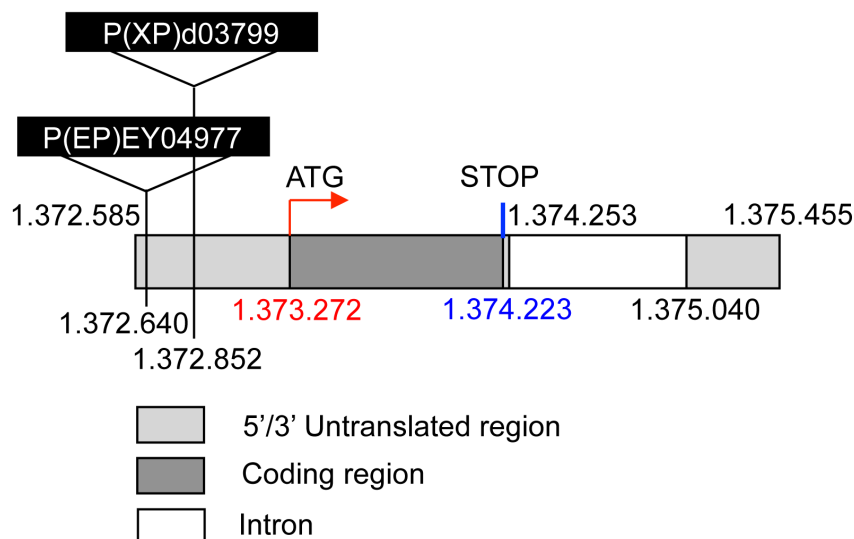 P(XP)d03799
P(EP)EY04977
ATG
STOP
1.372.585
1.374.253
1.375.455
1.372.640
1.373.272
1.374.223
1.375.040
1.372.852
5’/3’ Untranslated region
Coding region
Intron